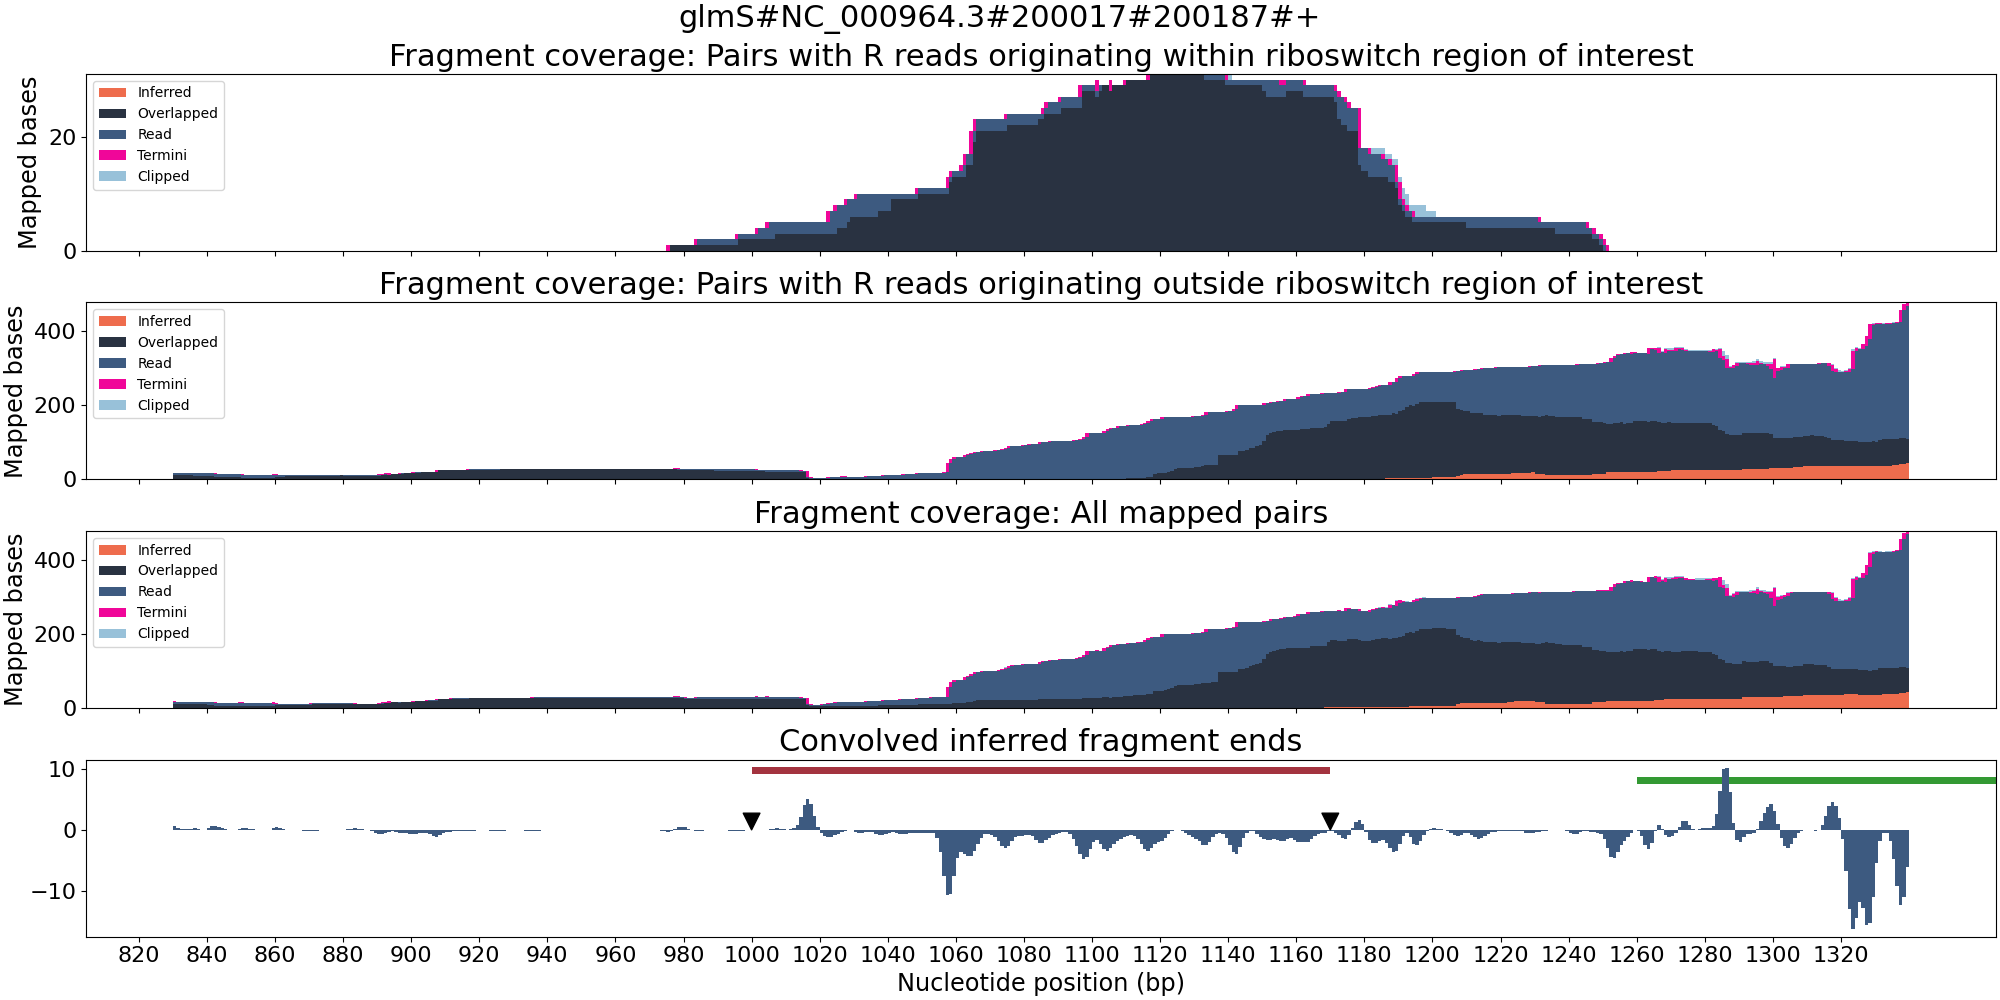 glmS#NC_000964.3#200017#200187#+
Fragment coverage: Pairs with R reads originating within riboswitch region of interest
Mapped bases
20
0
Inferred
Overlapped
Read
Termini
Clipped
Fragment coverage: Pairs with R reads originating outside riboswitch region of interest
Mapped bases
400
200
0
Inferred
Overlapped
Read
Termini
Clipped
Fragment coverage: All mapped pairs
Mapped bases
400
200
0
Inferred
Overlapped
Read
Termini
Clipped
Convolved inferred fragment ends
10
0
−10
820 840 860 880 900 920 940 960 980 1000 1020 1040 1060 1080 1100 1120 1140 1160 1180 1200 1220 1240 1260 1280 1300 1320
Nucleotide position (bp)